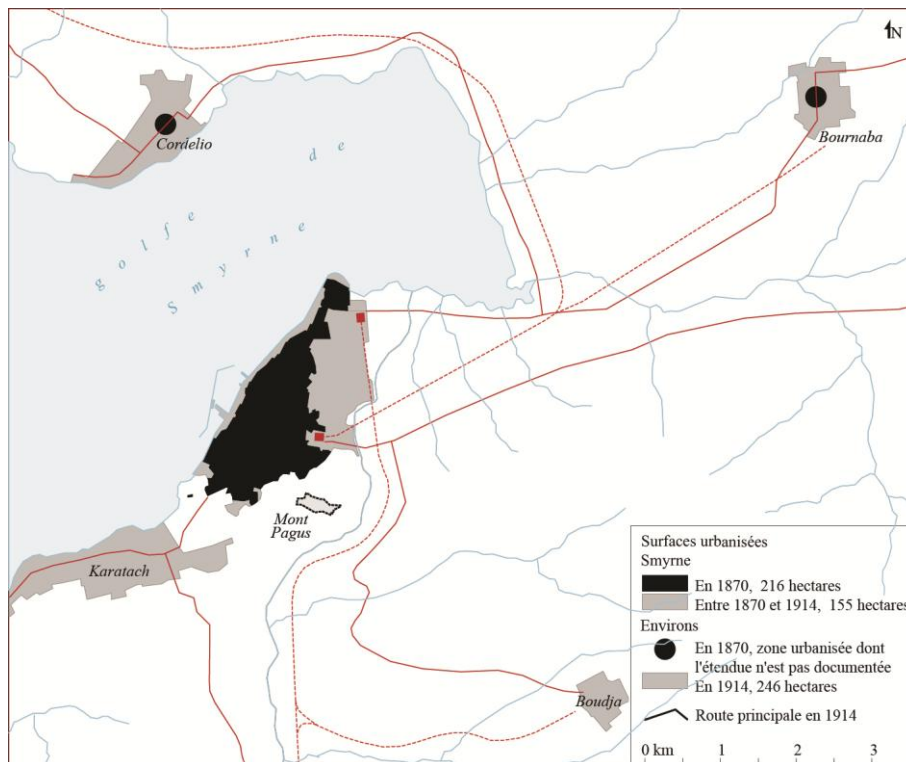 N
Cordelio
Bournaba
golfe de
Smyrne
Mont
Pagus
Karatach
Boudja
Surfaces urbanisées
Smyrne
En 1870, 216 hectares
Entre 1870 et 1914, 155 hectares
Environs
En 1870, zone urbanisée dont
l'étendue n'est pas documentée
En 1914, 246 hectares
Route principale en 1914
0 km 1 2 3